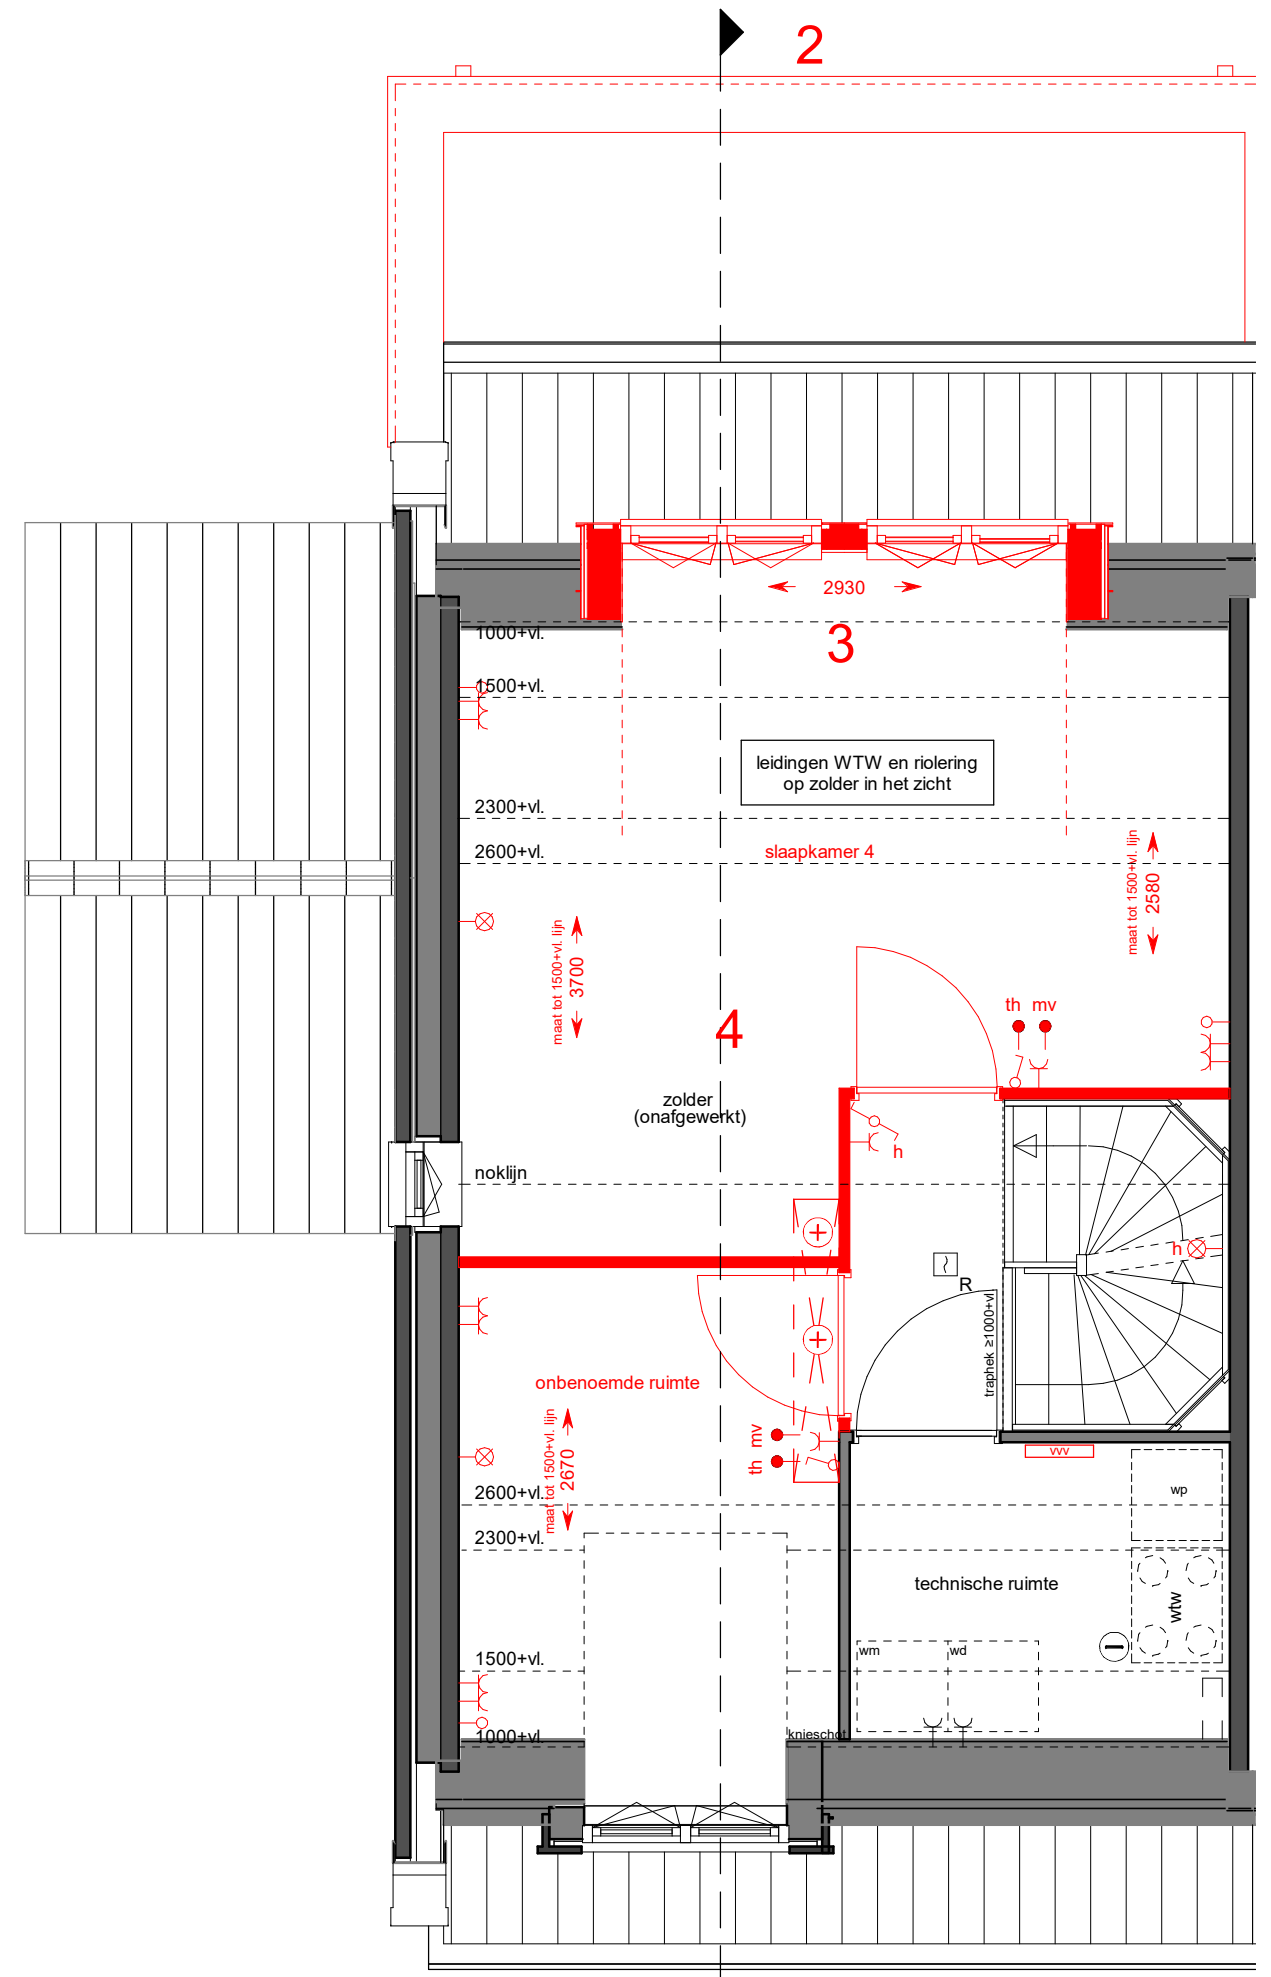 2
2930
3
1000+vl.
1500+vl.
leidingen WTW en riolering
op zolder in het zicht
2300+vl.
2600+vl.
slaapkamer 4
maat tot 1500+vl. lijn
2580
maat tot 1500+vl. lijn
3700
4
th mv
zolder
(onafgewerkt)
h
noklijn
h
R
traphek ≥1000+vl.
onbenoemde ruimte
maat tot 1500+vl. lijn
2670
th mv
vvv
2600+vl.
wp
2300+vl.
technische ruimte
wtw
1500+vl.
wm
wd
1000+vl.
knieschot